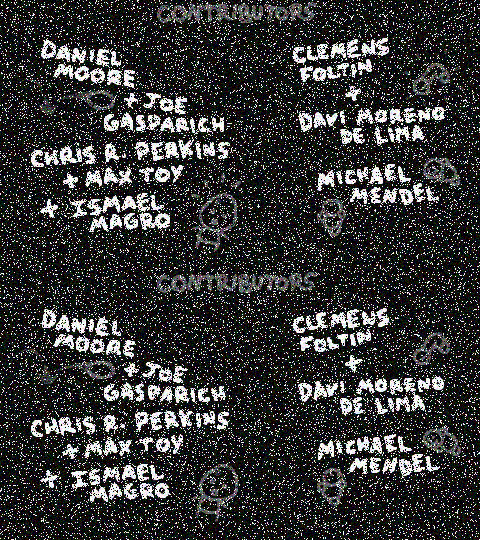 CONTRIBUTORS
DANIEL
MOORE
+ JOE
GASPARICH
CHRIS R. PERKINS
+ MAX TOY
+ ISMAEL
MAGRO
CLEMENS
FOLTIN
+
DAVI MORENO
DE LIMA
MICHAEL
MENDEL
CONTRIBUTORS
DANIEL
MOORE
+ JOE
GASPARICH
CHRIS R. PERKINS
+ MAX TOY
+ ISMAEL
MAGRO
CLEMENS
FOLTIN
+
DAVI MORENO
DE LIMA
MICHAEL
MENDEL